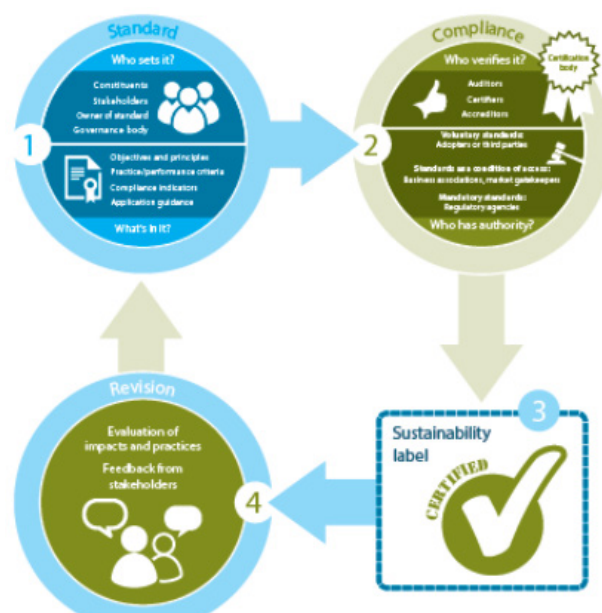 Standard
Who sets it?
Constituents
Stakeholders
Owner of standard
Governance body
1
Objectives and principles
Practice/performance criteria
Compliance indicators
Application guidance
What's in it?
Compliance
Who verifies it?
Certification
body
Auditors
Certifiers
Accreditors
2
Voluntary standards:
Adopters or third parties
Standards as a condition of access:
Business associations, market gatekeepers
Mandatory standards:
Regulatory agencies
Who has authority?
3
Sustainability
label
CERTIFIED
Revision
Evaluation of
impacts and practices
Feedback from
stakeholders
4